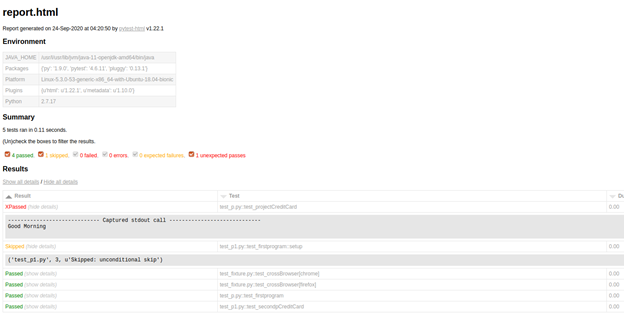 report.html
Report generated on 24-Sep-2020 at 04:20:50 by pytest-html v1.22.1
Environment
JAVA_HOME /usr/lib/jvm/java-11-openjdk-amd64/bin/java
Packages {'py': '1.9.0', 'pytest': '4.6.11', 'pluggy': '0.13.1'}
Platform Linux-5.3.0-53-generic-x86_64-with-Ubuntu-18.04-bionic
Plugins {u'html': u'1.22.1', u'metadata': u'1.10.0'}
Python 2.7.17
Summary
5 tests ran in 0.11 seconds.
(Un)check the boxes to filter the results.
4 passed, 1 skipped, 0 failed, 0 errors, 0 expected failures, 1 unexpected passes
Results
Show all details / Hide all details
Result Test Du
XPassed (hide details) test_p.py::test_projectCreditCard 0.00
----------------------------- Captured stdout call -----------------------------
Good Morning
Skipped (hide details) test_p1.py::test_firstprogram::setup 0.00
('test_p1.py', 3, u'Skipped: unconditional skip')
Passed (show details) test_fixture.py::test_crossBrowser[chrome] 0.00
Passed (show details) test_fixture.py::test_crossBrowser[firefox] 0.00
Passed (show details) test_p.py::test_firstprogram 0.00
Passed (show details) test_p1.py::test_secondpCreditCard 0.00